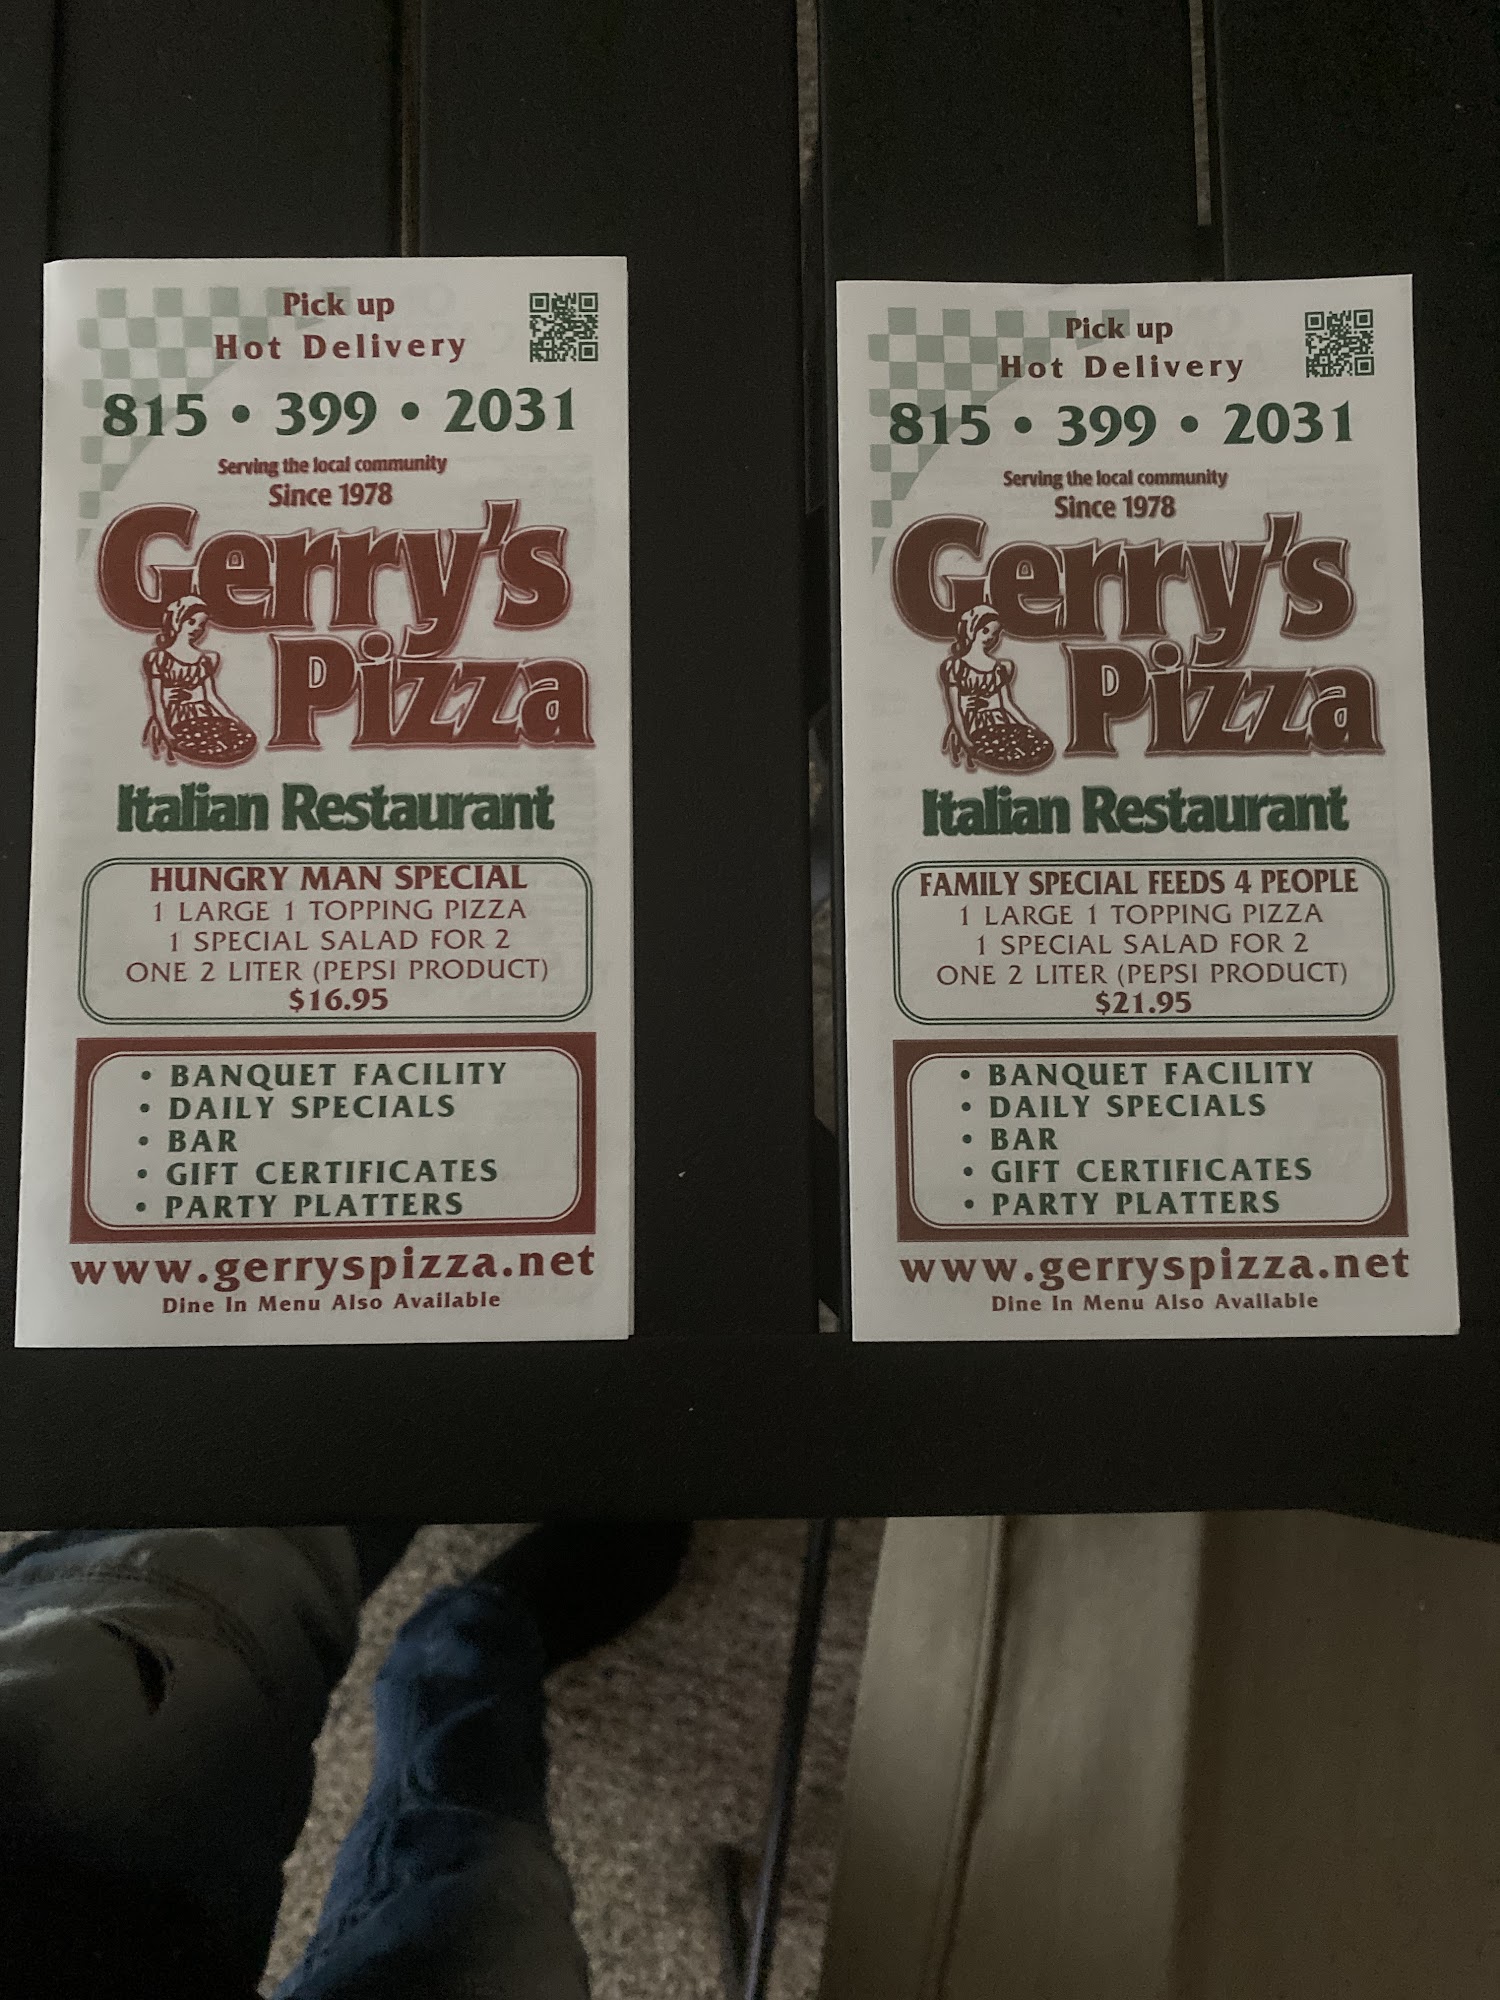 Pick up
Hot Delivery
815 • 399 • 2031
Serving the local community
Since 1978
Gerry's
Pizza
Italian Restaurant
HUNGRY MAN SPECIAL
1 LARGE 1 TOPPING PIZZA
1 SPECIAL SALAD FOR 2
ONE 2 LITER (PEPSI PRODUCT)
$16.95
• BANQUET FACILITY
• DAILY SPECIALS
• BAR
• GIFT CERTIFICATES
• PARTY PLATTERS
www.gerryspizza.net
Dine In Menu Also Available
Pick up
Hot Delivery
815 • 399 • 2031
Serving the local community
Since 1978
Gerry's
Pizza
Italian Restaurant
FAMILY SPECIAL FEEDS 4 PEOPLE
1 LARGE 1 TOPPING PIZZA
1 SPECIAL SALAD FOR 2
ONE 2 LITER (PEPSI PRODUCT)
$21.95
• BANQUET FACILITY
• DAILY SPECIALS
• BAR
• GIFT CERTIFICATES
• PARTY PLATTERS
www.gerryspizza.net
Dine In Menu Also Available